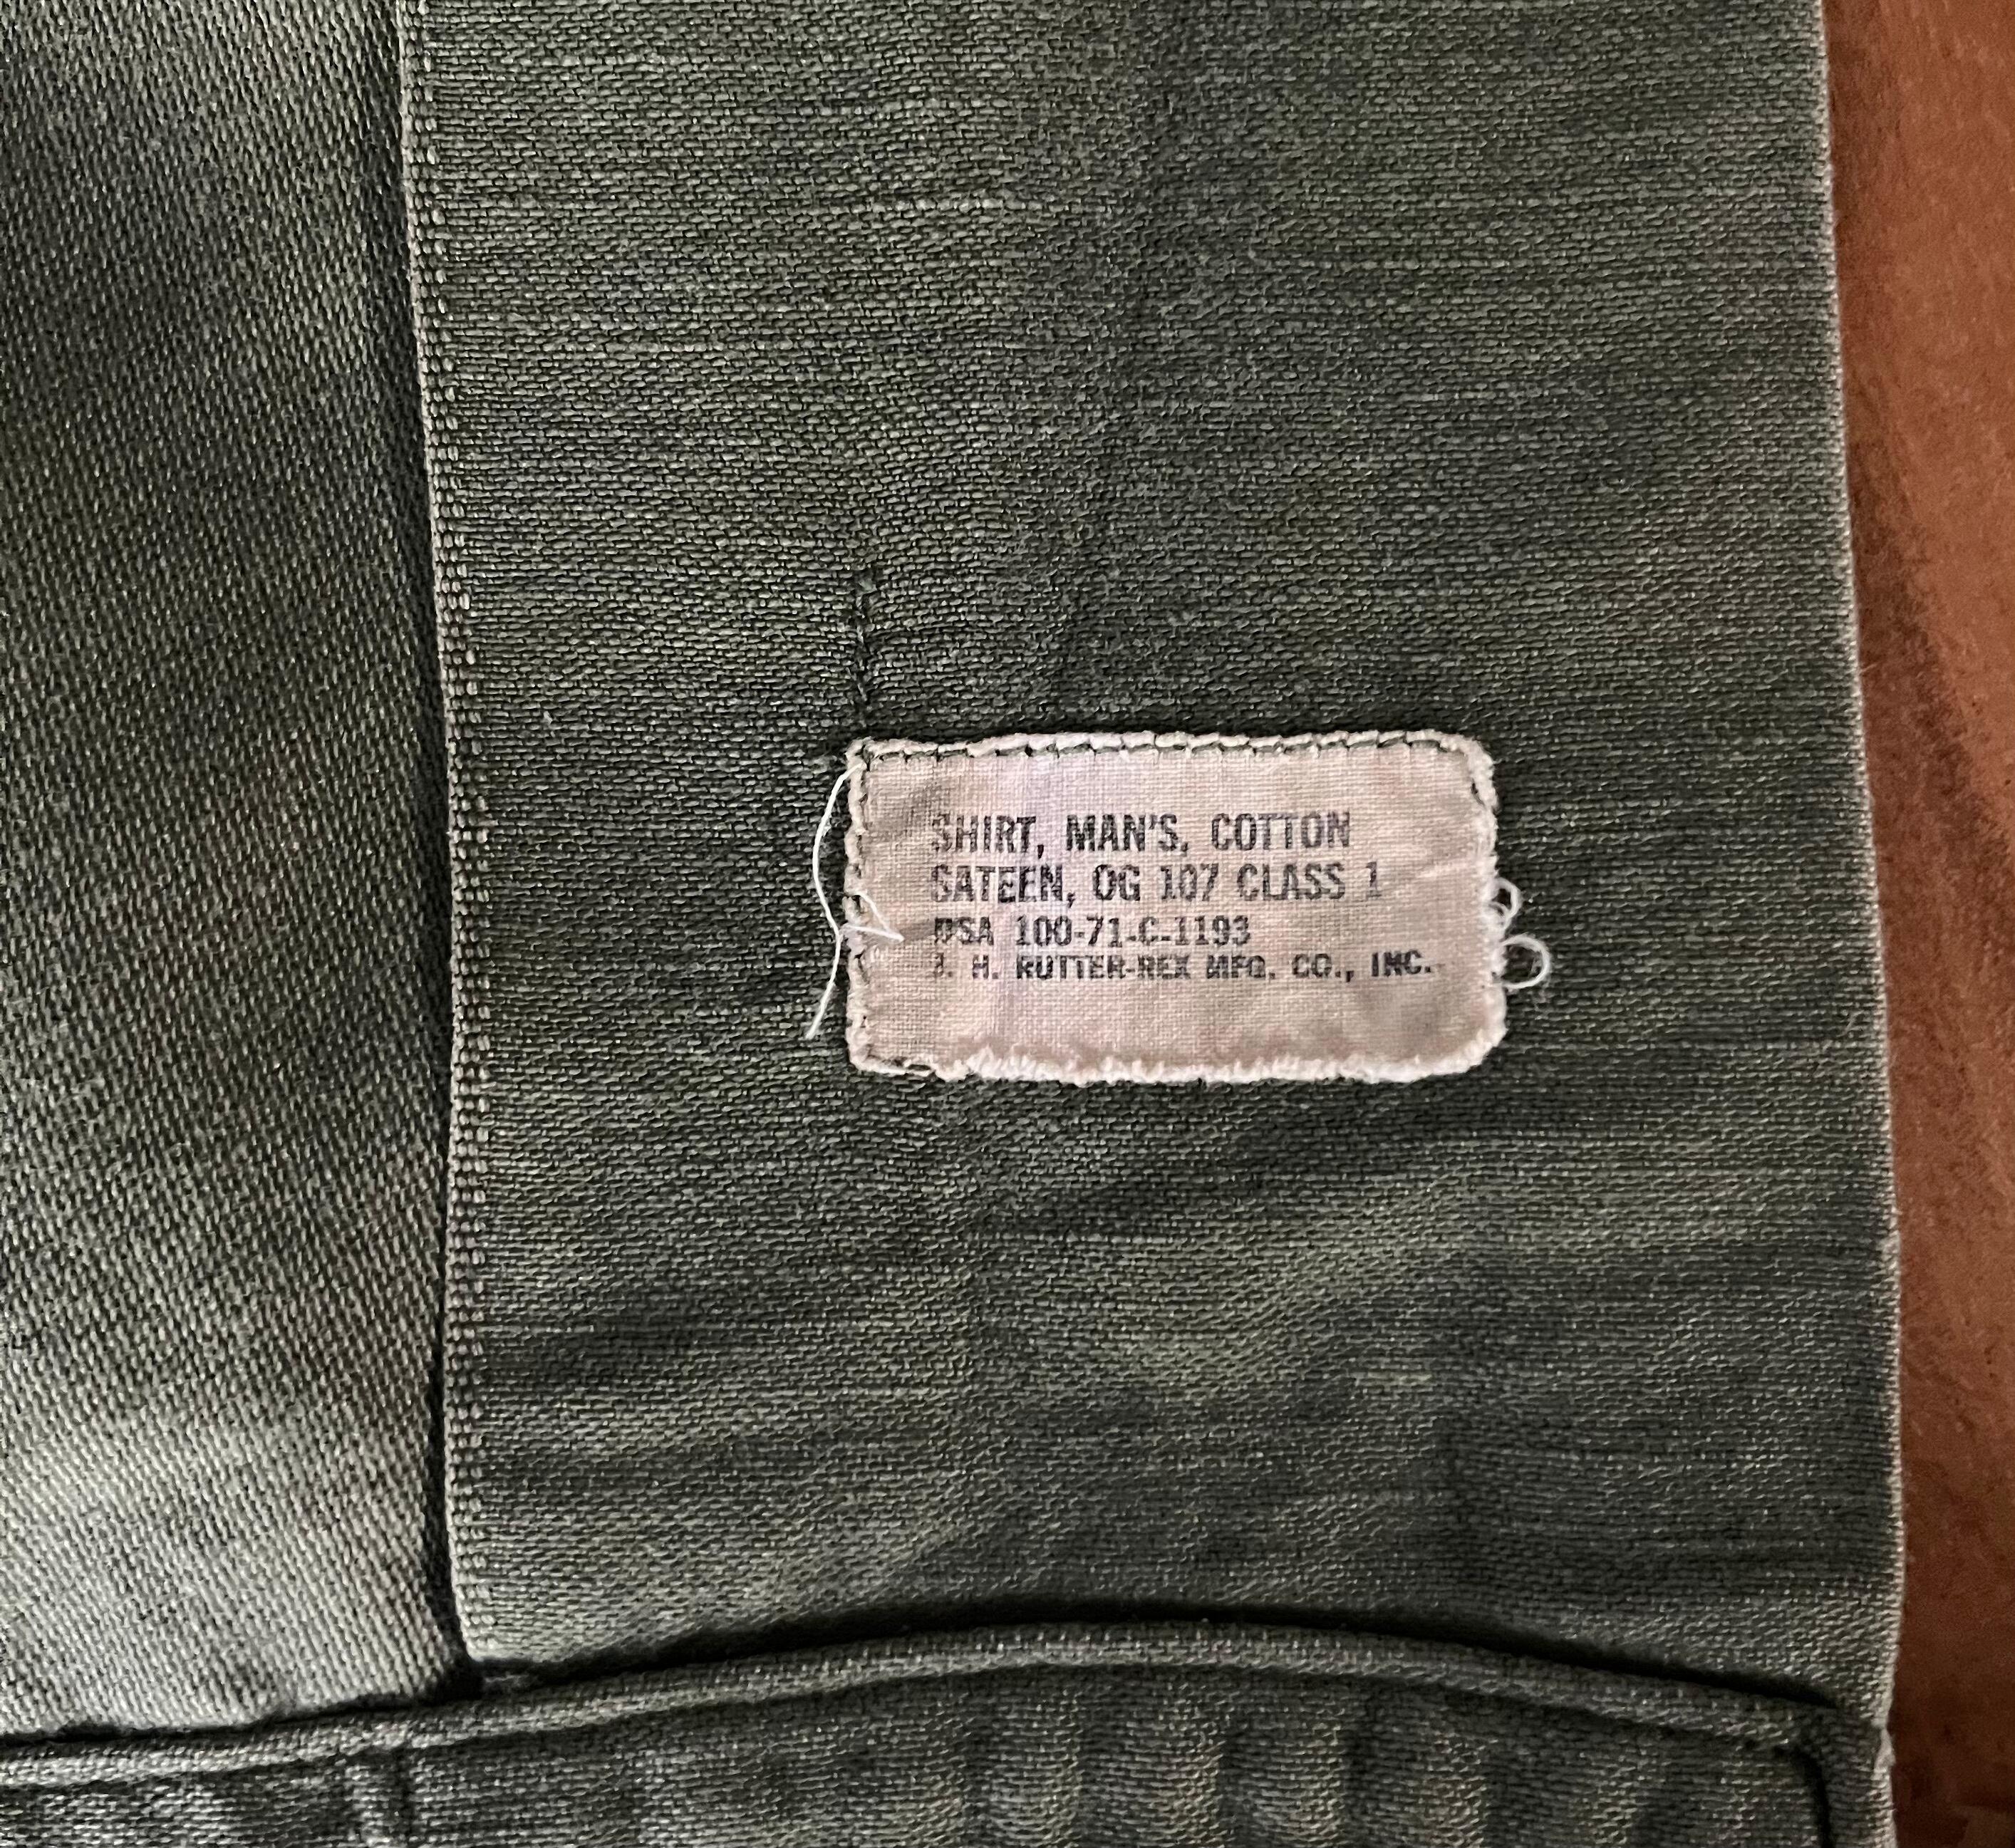 SHIRT, MAN'S, COTTON
SATEEN, OG 107 CLASS 1
DSA 100-71-C-1193
J. H. RUTTER-REX MFG. CO., INC.